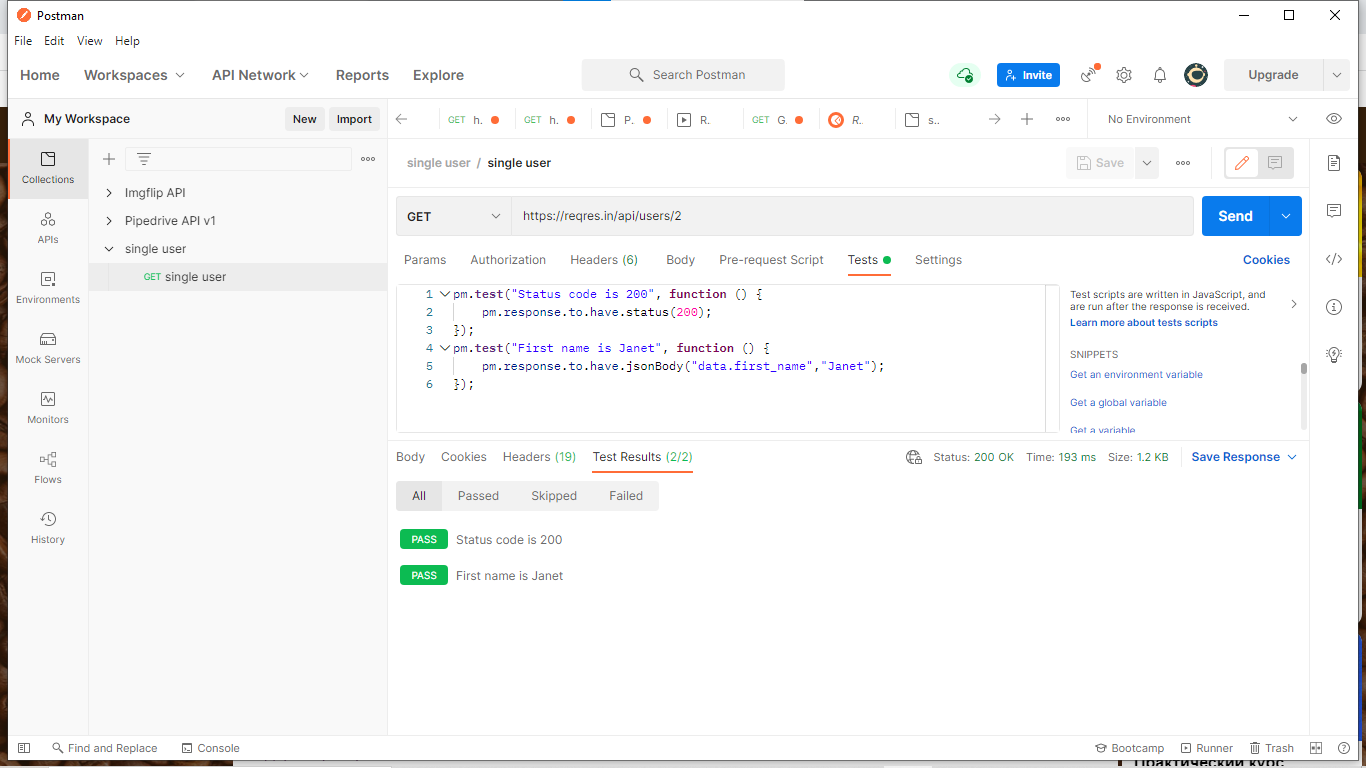 Postman
File Edit View Help
Home Workspaces API Network Reports Explore Search Postman Invite Upgrade
My Workspace New Import GET h. GET h. P. R. GET G. R. s.. No Environment
single user / single user Save
Collections
APIs
Environments
Mock Servers
Monitors
Flows
History
Imgflip API
Pipedrive API v1
single user
GET single user
GET https://reqres.in/api/users/2 Send
Params Authorization Headers (6) Body Pre-request Script Tests Settings Cookies
1 pm.test("Status code is 200", function () {
2 pm.response.to.have.status(200);
3 });
4 pm.test("First name is Janet", function () {
5 pm.response.to.have.jsonBody("data.first_name","Janet");
6 });
Test scripts are written in JavaScript, and
are run after the response is received.
Learn more about tests scripts
SNIPPETS
Get an environment variable
Get a global variable
Get a variable
Body Cookies Headers (19) Test Results (2/2) Status: 200 OK Time: 193 ms Size: 1.2 KB Save Response
All Passed Skipped Failed
PASS Status code is 200
PASS First name is Janet
Find and Replace Console Bootcamp Runner Trash
Практический курс